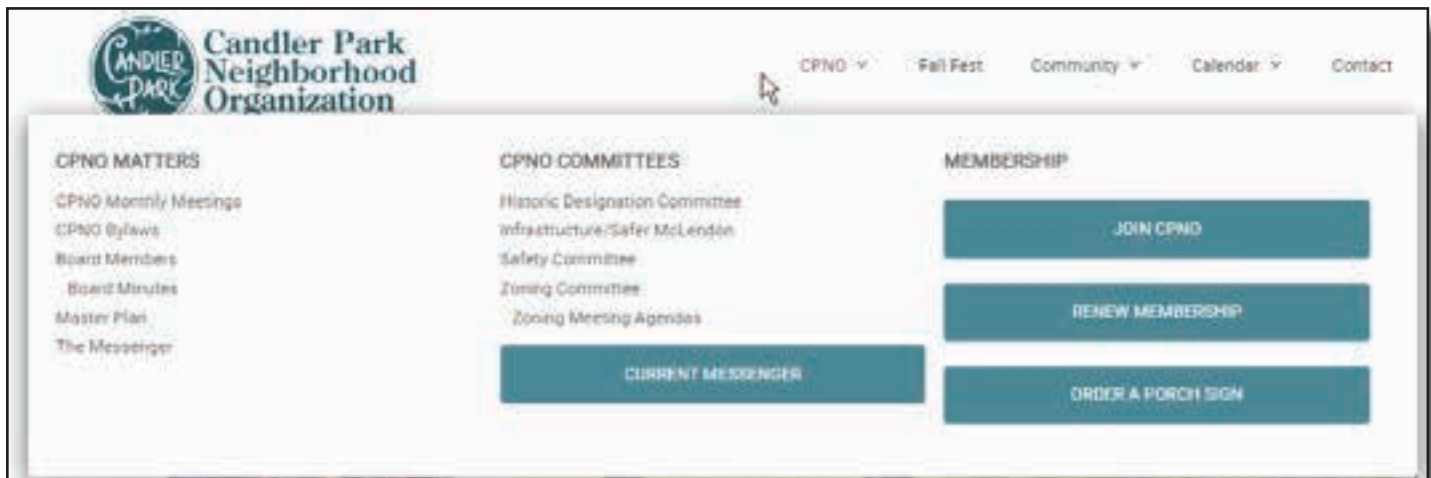 CANDLER PARK
Candler Park
Neighborhood
Organization
CPNO
Fall Fest
Community
Calendar
Contact
CPNO MATTERS
CPNO Monthly Meetings
CPNO Bylaws
Board Members
Board Minutes
Master Plan
The Messenger
CPNO COMMITTEES
Historic Designation Committee
Infrastructure/Safer McLendon
Safety Committee
Zoning Committee
Zoning Meeting Agendas
CURRENT MESSENGER
MEMBERSHIP
JOIN CPNO
RENEW MEMBERSHIP
ORDER A PORCH SIGN